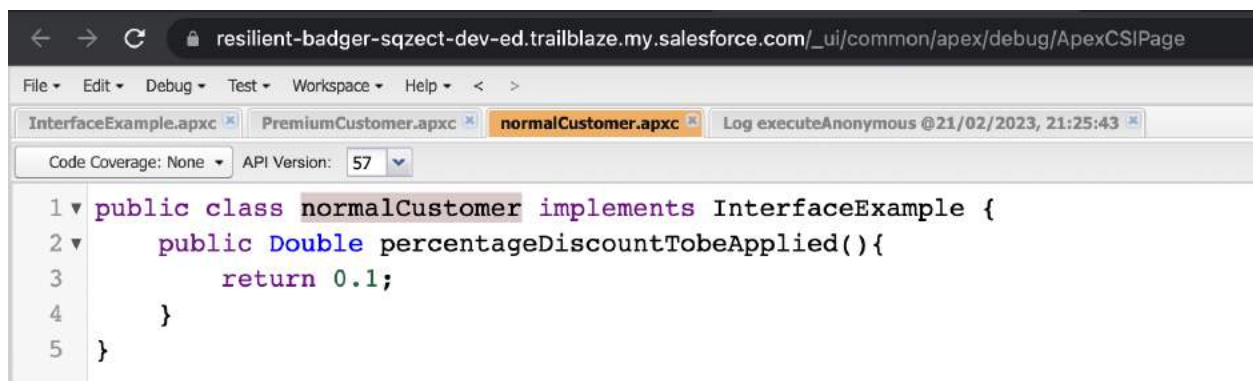 resilient-badger-sqzect-dev-ed.trailblaze.my.salesforce.com/_ui/common/apex/debug/ApexCSIPage
File Edit Debug Test Workspace Help < >
InterfaceExample.apxc PremiumCustomer.apxc normalCustomer.apxc Log executeAnonymous @21/02/2023, 21:25:43
Code Coverage: None API Version: 57
1 public class normalCustomer implements InterfaceExample {
2 public Double percentageDiscountTobeApplied(){
3 return 0.1;
4 }
5 }